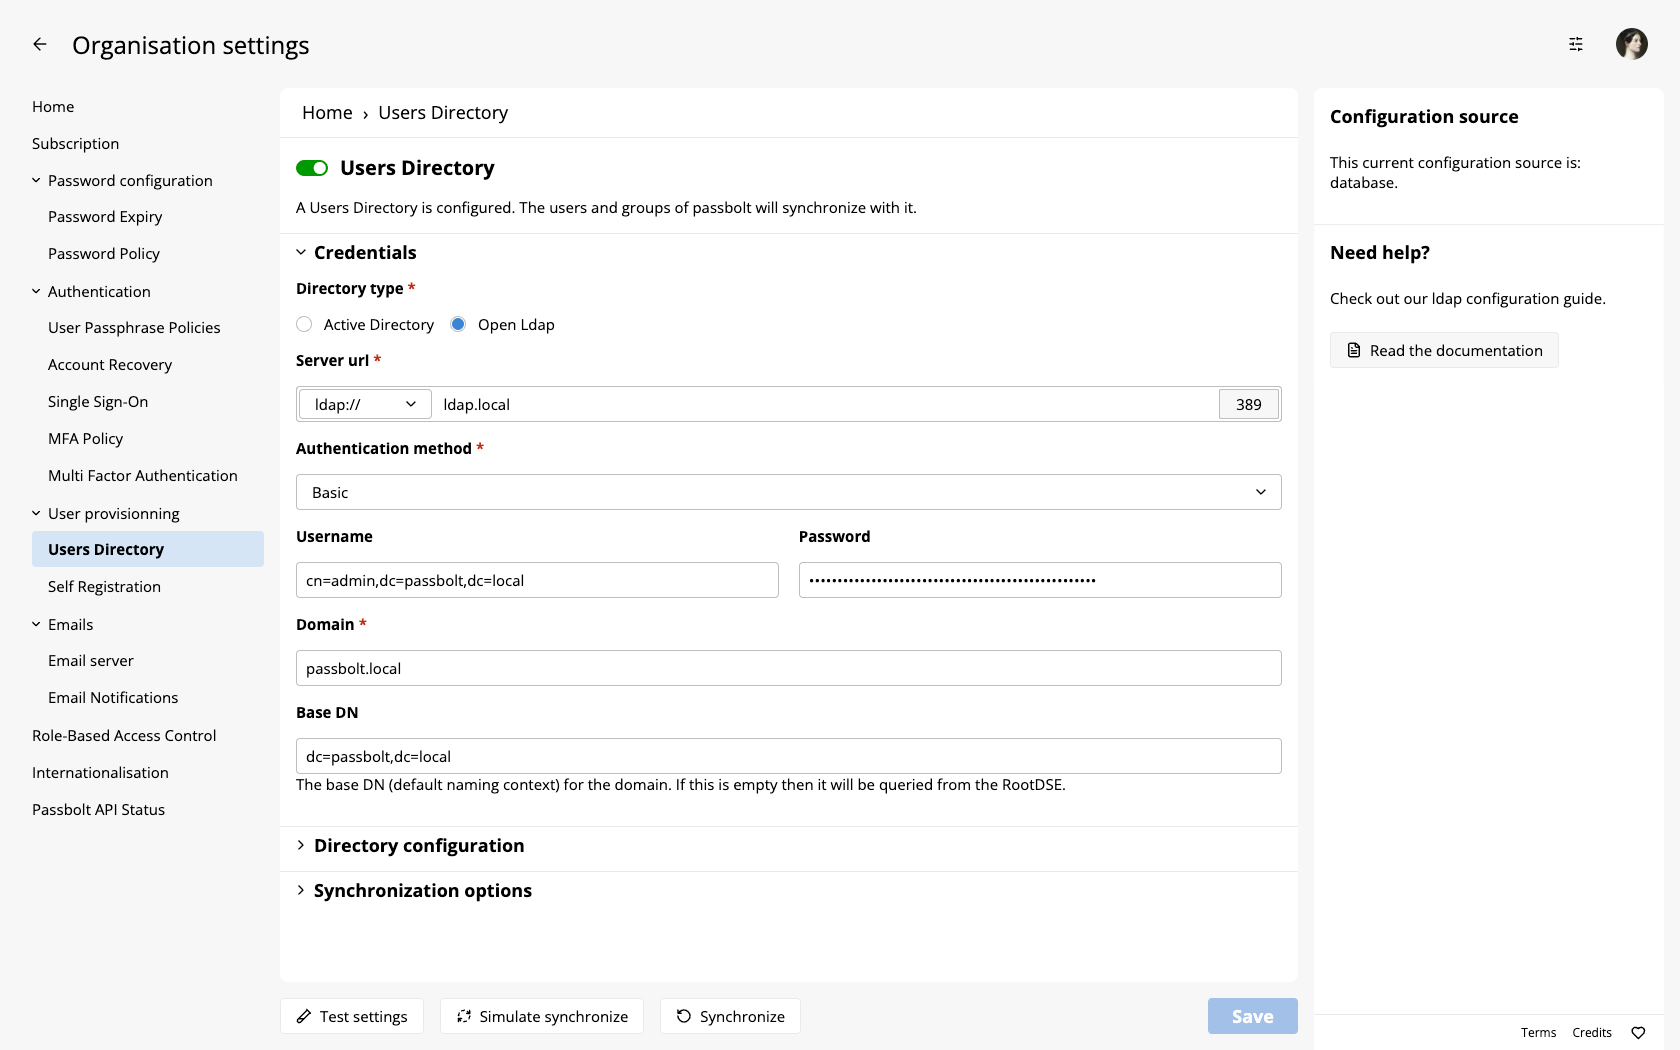 Organisation settings
Home
Subscription
Password configuration
Password Expiry
Password Policy
Authentication
User Passphrase Policies
Account Recovery
Single Sign-On
MFA Policy
Multi Factor Authentication
User provisionning
Users Directory
Self Registration
Emails
Email server
Email Notifications
Role-Based Access Control
Internationalisation
Passbolt API Status
Home › Users Directory
Users Directory
A Users Directory is configured. The users and groups of passbolt will synchronize with it.
Credentials
Directory type *
Active Directory Open Ldap
Server url *
ldap:// ldap.local 389
Authentication method *
Basic
Username Password
cn=admin,dc=passbolt,dc=local
Domain *
passbolt.local
Base DN
dc=passbolt,dc=local
The base DN (default naming context) for the domain. If this is empty then it will be queried from the RootDSE.
Directory configuration
Synchronization options
Test settings Simulate synchronize Synchronize Save
Configuration source
This current configuration source is:
database.
Need help?
Check out our ldap configuration guide.
Read the documentation
Terms Credits